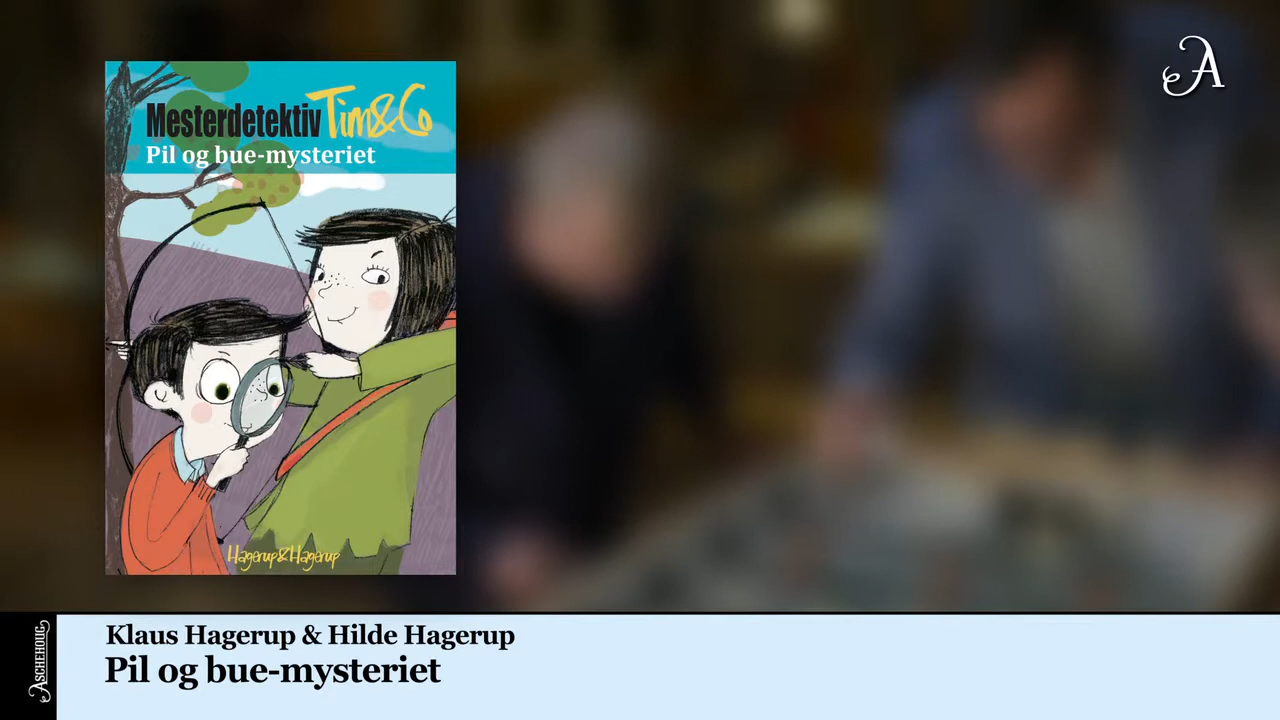 A
Mesterdetektiv Tim&Co
Pil og bue-mysteriet
Hagerup&Hagerup
Klaus Hagerup & Hilde Hagerup
Pil og bue-mysteriet
ASCHEHOUG